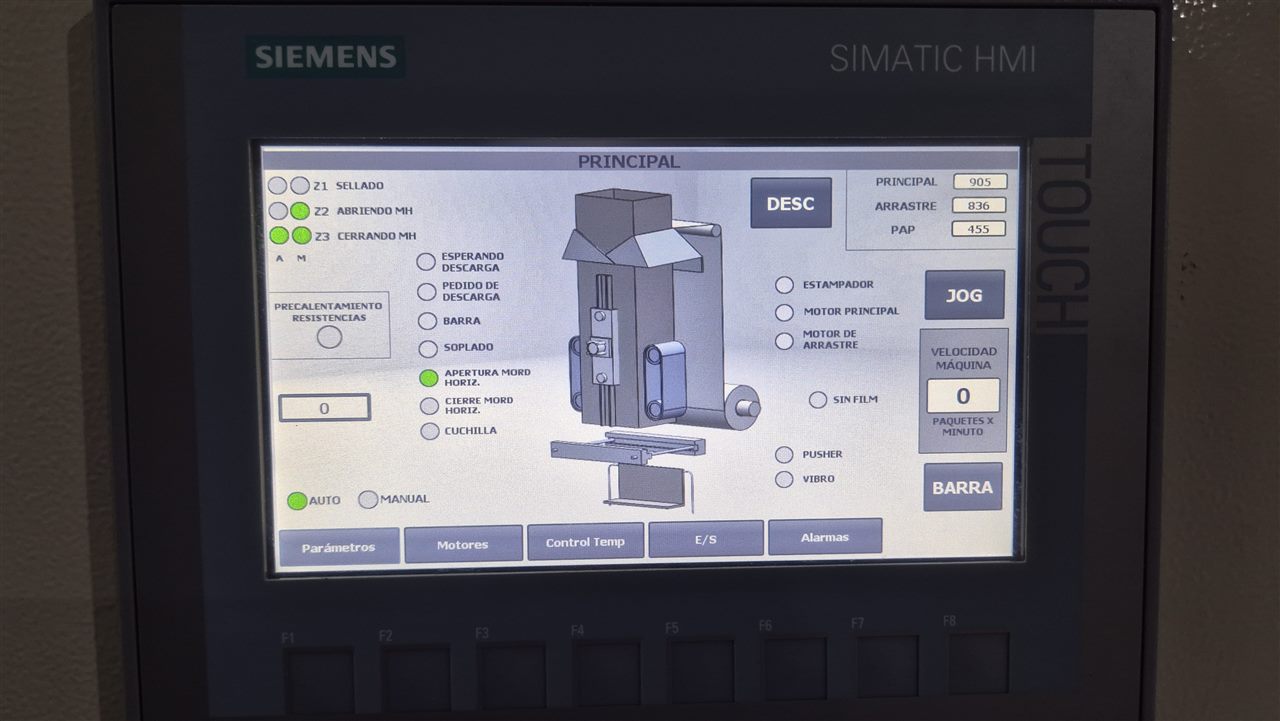 SIEMENS
SIMATIC HMI
TOUCH
PRINCIPAL
Z1 SELLADO
Z2 ABRIENDO MH
Z3 CERRANDO MH
A M
PRECALENTAMIENTO
RESISTENCIAS
0
AUTO
MANUAL
ESPERANDO
DESCARGA
PEDIDO DE
DESCARGA
BARRA
SOPLADO
APERTURA MORD
HORIZ.
CIERRE MORD
HORIZ.
CUCHILLA
DESC
PRINCIPAL 905
ARRASTRE 836
PAP 455
ESTAMPADOR
MOTOR PRINCIPAL
MOTOR DE
ARRASTRE
SIN FILM
PUSHER
VIBRO
JOG
VELOCIDAD
MÁQUINA
0
PAQUETES X
MINUTO
BARRA
Parámetros
Motores
Control Temp
E/S
Alarmas
F1
F2
F3
F4
F5
F6
F7
F8